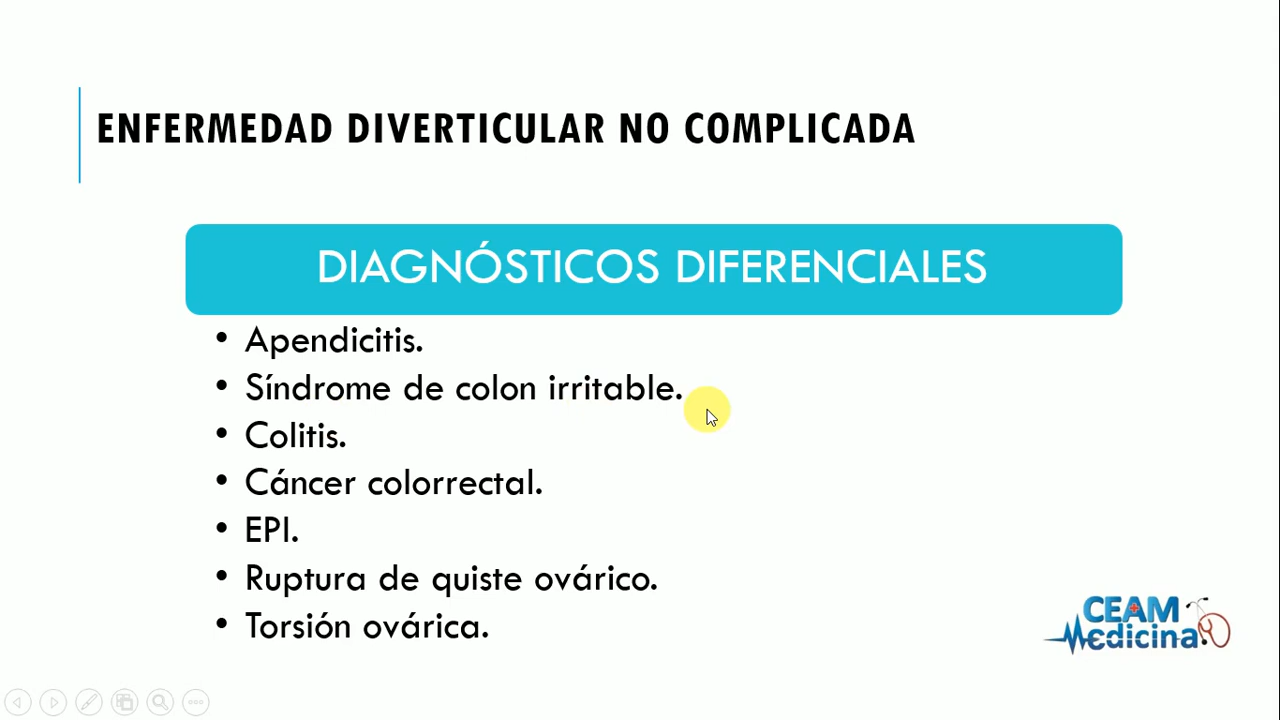 ENFERMEDAD DIVERTICULAR NO COMPLICADA
DIAGNÓSTICOS DIFERENCIALES
• Apendicitis.
• Síndrome de colon irritable.
• Colitis.
• Cáncer colorrectal.
• EPI.
• Ruptura de quiste ovárico.
• Torsión ovárica.
CEAM
Medicina